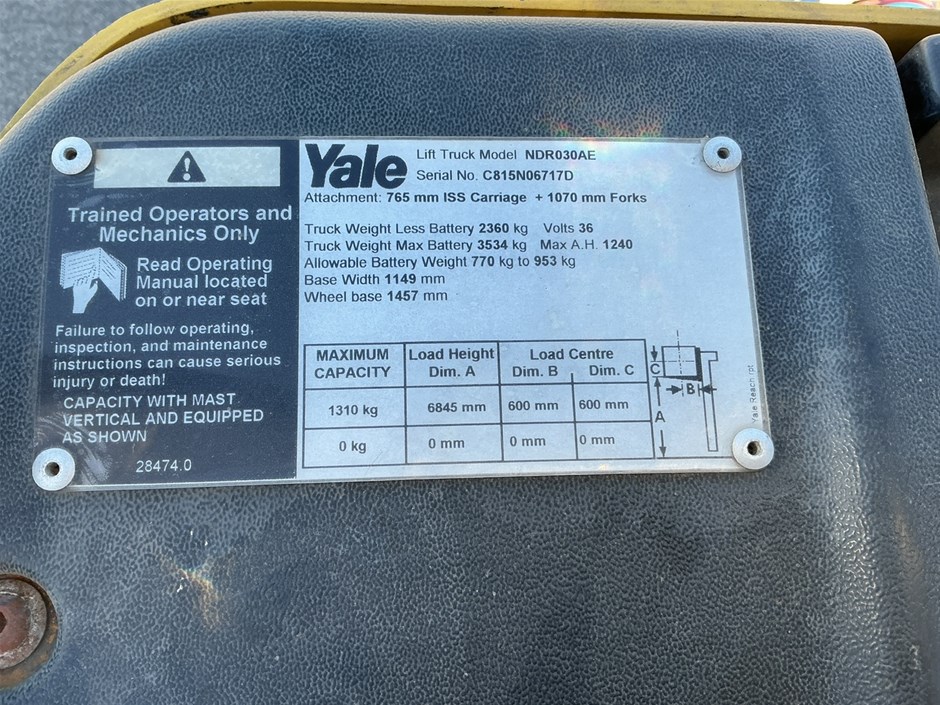 Trained Operators and
Mechanics Only
Read Operating
Manual located
on or near seat
Failure to follow operating,
inspection, and maintenance
instructions can cause serious
injury or death!
CAPACITY WITH MAST
VERTICAL AND EQUIPPED
AS SHOWN
28474.0
Yale
Lift Truck Model NDR030AE
Serial No. C815N06717D
Attachment: 765 mm ISS Carriage + 1070 mm Forks
Truck Weight Less Battery 2360 kg Volts 36
Truck Weight Max Battery 3534 kg Max A.H. 1240
Allowable Battery Weight 770 kg to 953 kg
Base Width 1149 mm
Wheel base 1457 mm
MAXIMUM CAPACITY Load Height Dim. A Load Centre Dim. B Dim. C
1310 kg 6845 mm 600 mm 600 mm
0 kg 0 mm 0 mm 0 mm
C
B
A
Yale Reach rpt